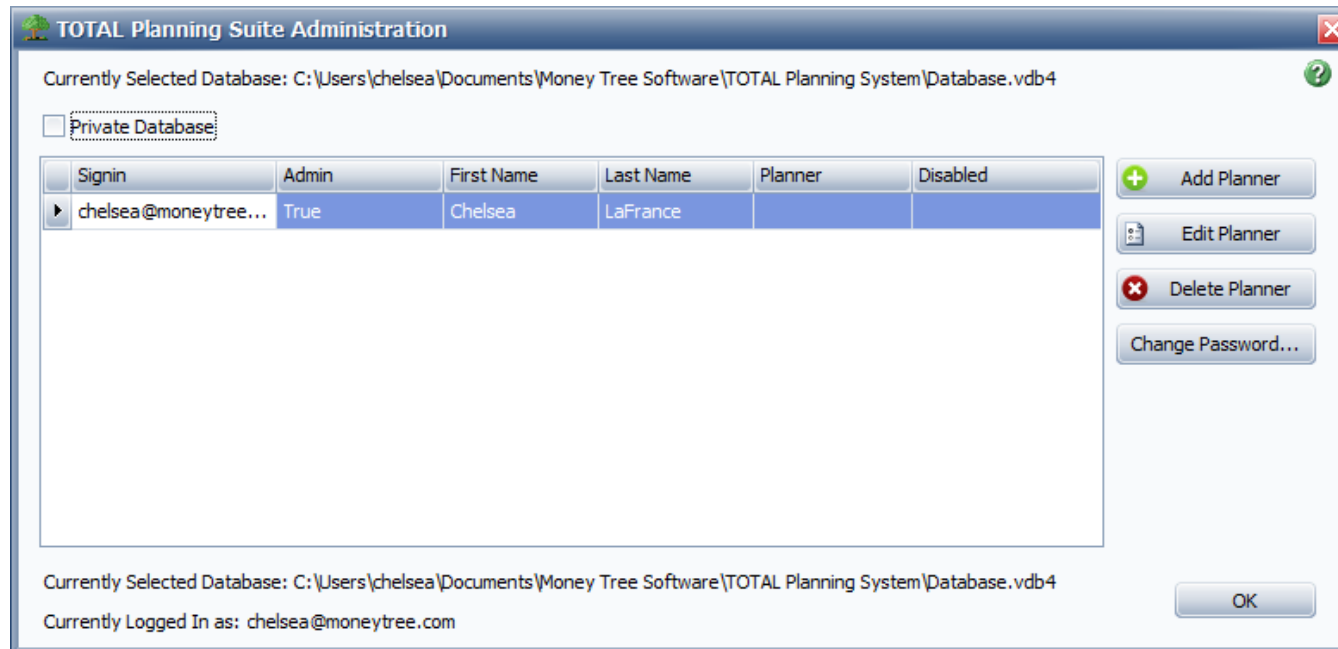 TOTAL Planning Suite Administration
Currently Selected Database: C:\Users\chelsea\Documents\Money Tree Software\TOTAL Planning System\Database.vdb4
Private Database
Signin Admin First Name Last Name Planner Disabled
chelsea@moneytree... True Chelsea LaFrance
Add Planner
Edit Planner
Delete Planner
Change Password...
Currently Selected Database: C:\Users\chelsea\Documents\Money Tree Software\TOTAL Planning System\Database.vdb4
Currently Logged In as: chelsea@moneytree.com
OK